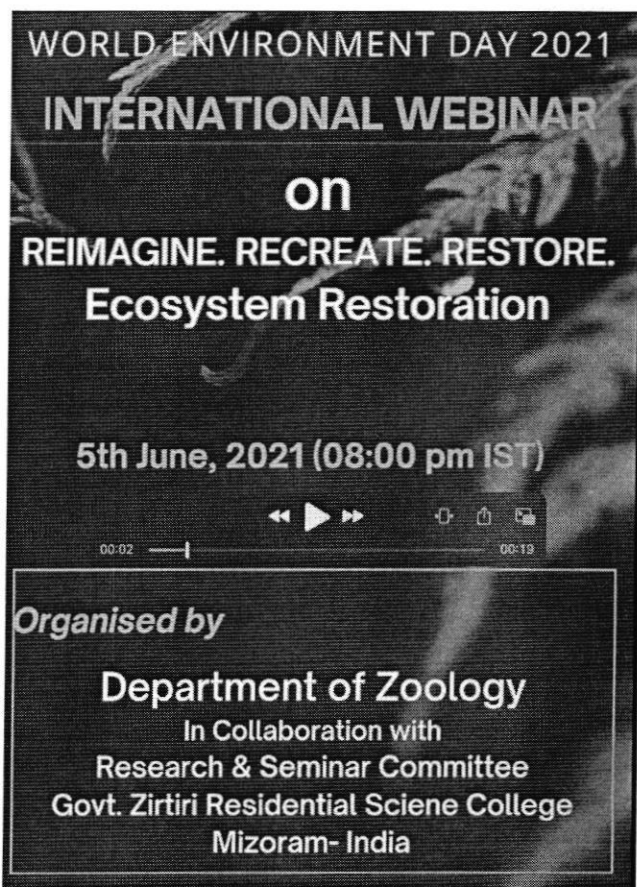 WORLD ENVIRONMENT DAY 2021
INTERNATIONAL WEBINAR
on
REIMAGINE. RECREATE. RESTORE.
Ecosystem Restoration
5th June, 2021 (08:00 pm IST)
00:02
00:19
Organised by
Department of Zoology
In Collaboration with
Research & Seminar Committee
Govt. Zirtiri Residential Sciene College
Mizoram- India